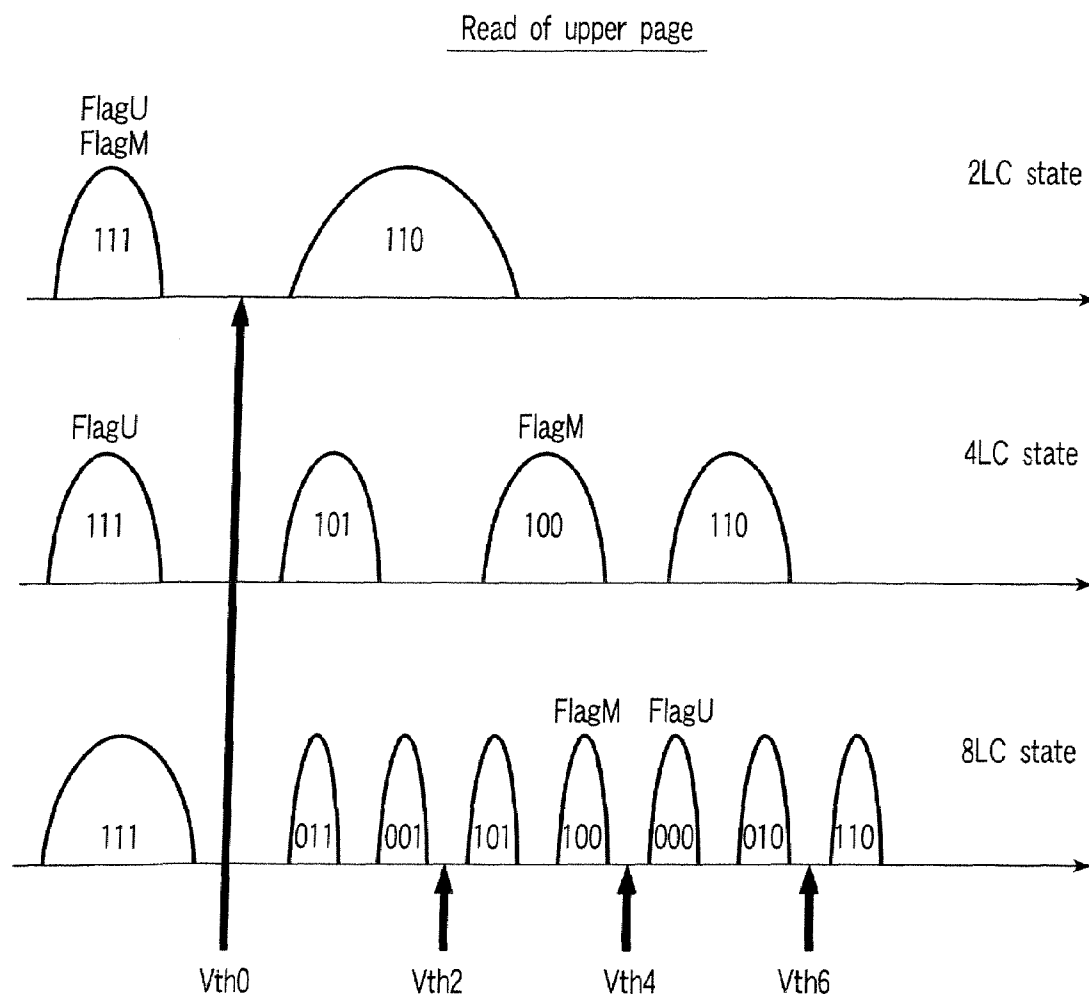 Read of upper page
FlagU
FlagM
2LC state
111
110
FlagU
FlagM
4LC state
111
101
100
110
FlagM
FlagU
8LC state
111
011
001
101
100
000
010
110
Vth0
Vth2
Vth4
Vth6